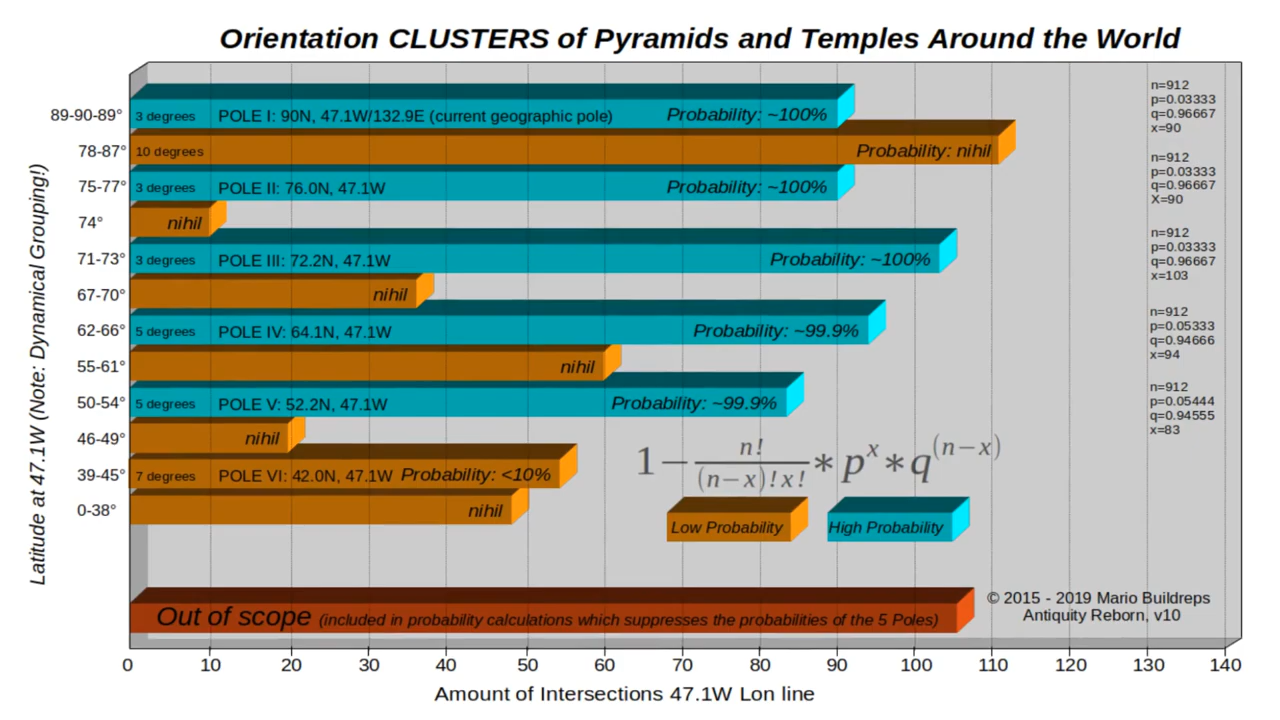 Orientation CLUSTERS of Pyramids and Temples Around the World
Latitude at 47.1W (Note: Dynamical Grouping!)
89-90-89° 3 degrees POLE I: 90N, 47.1W/132.9E (current geographic pole) Probability: ~100%
78-87° 10 degrees Probability: nihil
75-77° 3 degrees POLE II: 76.0N, 47.1W Probability: ~100%
74° nihil
71-73° 3 degrees POLE III: 72.2N, 47.1W Probability: ~100%
67-70° nihil
62-66° 5 degrees POLE IV: 64.1N, 47.1W Probability: ~99.9%
55-61° nihil
50-54° 5 degrees POLE V: 52.2N, 47.1W Probability: ~99.9%
46-49° nihil
39-45° 7 degrees POLE VI: 42.0N, 47.1W Probability: <10%
0-38° nihil
n=912
p=0.03333
q=0.96667
x=90
n=912
p=0.03333
q=0.96667
X=90
n=912
p=0.03333
q=0.96667
x=103
n=912
p=0.05333
q=0.94666
x=94
n=912
p=0.05444
q=0.94555
x=83
1 − n! / (n−x)! x! ∗ p^x ∗ q^(n−x)
Low Probability High Probability
Out of scope (included in probability calculations which suppresses the probabilities of the 5 Poles)
© 2015 - 2019 Mario Buildreps
Antiquity Reborn, v10
0 10 20 30 40 50 60 70 80 90 100 110 120 130 140
Amount of Intersections 47.1W Lon line